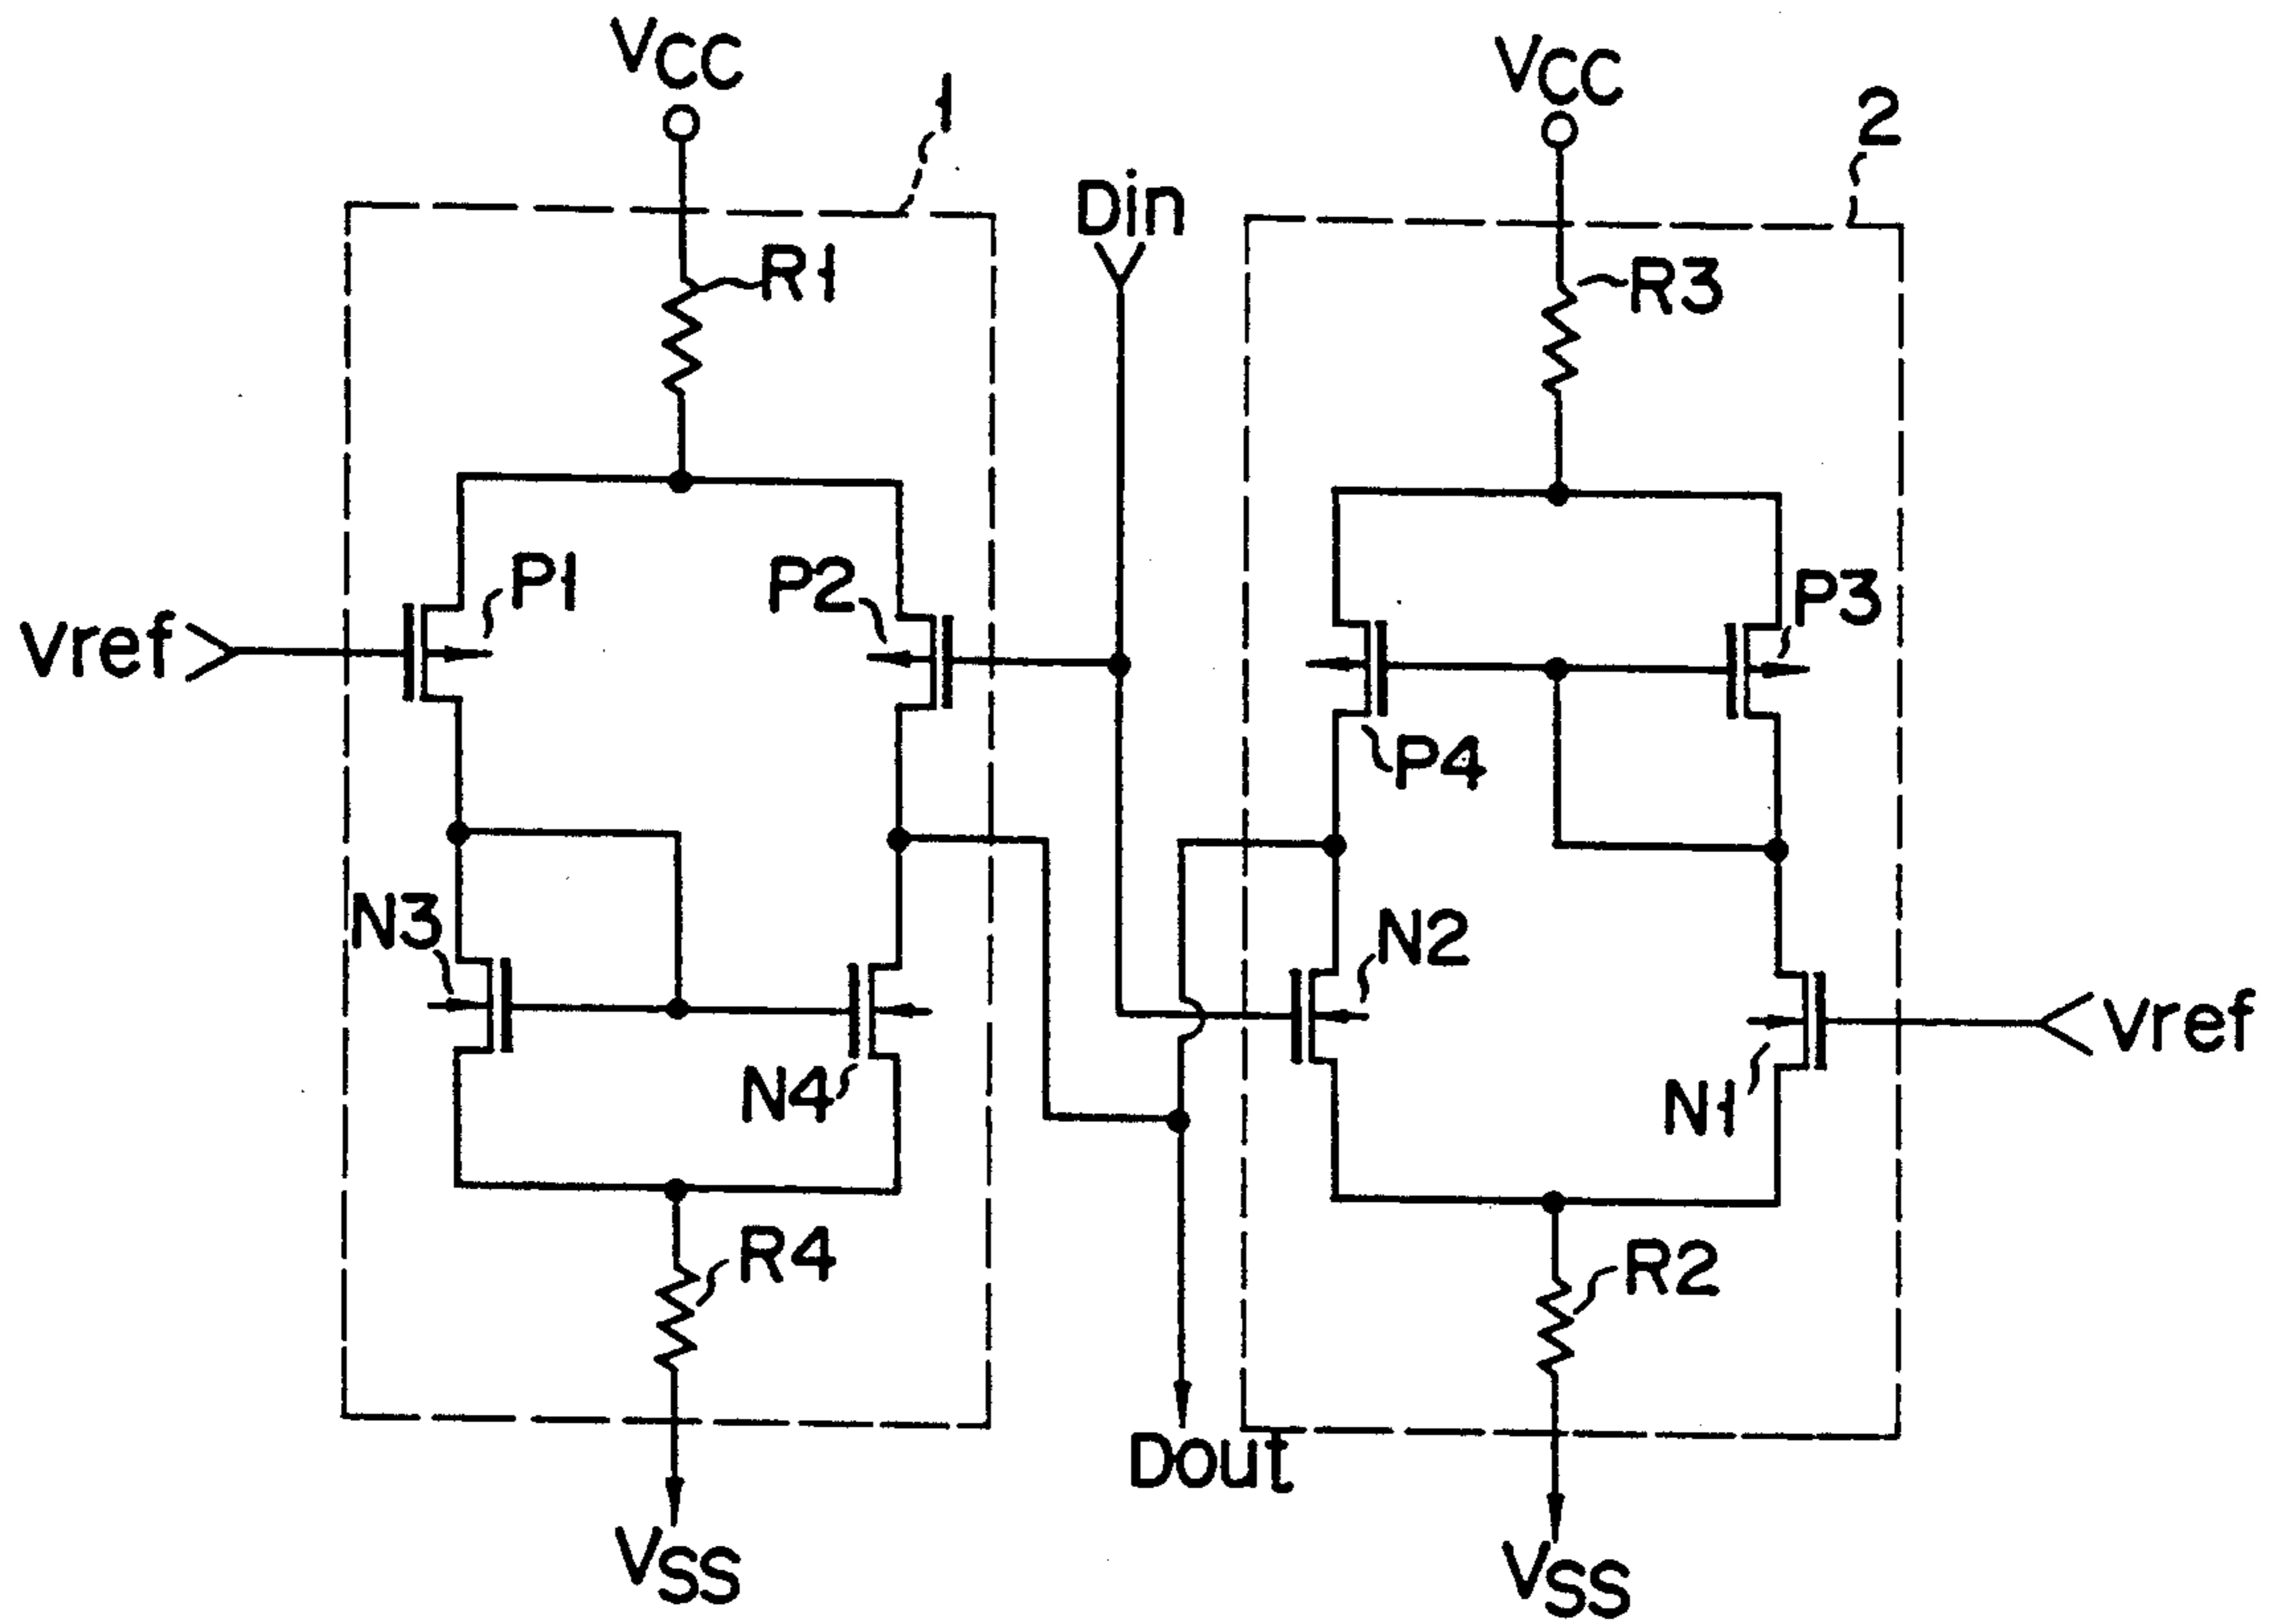 VCC
VCC
1
2
Din
R1
R3
P1
P2
P3
Vref
P4
N3
N2
Vref
N4
N1
R4
R2
Dout
VSS
VSS